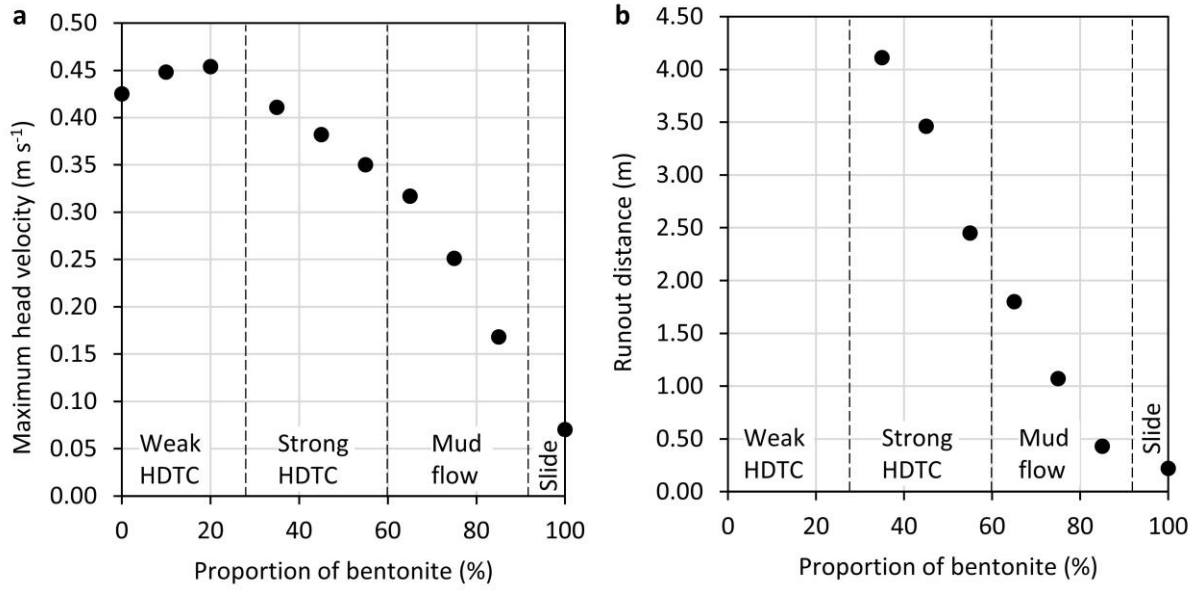 a
0.50
0.45
0.40
0.35
0.30
0.25
0.20
0.15
0.10
0.05
0.00
Maximum head velocity (m s-1)
Weak
HDTC
Strong
HDTC
Mud
flow
Slide
0 20 40 60 80 100
Proportion of bentonite (%)
b
4.50
4.00
3.50
3.00
2.50
2.00
1.50
1.00
0.50
0.00
Runout distance (m)
Weak
HDTC
Strong
HDTC
Mud
flow
Slide
0 20 40 60 80 100
Proportion of bentonite (%)